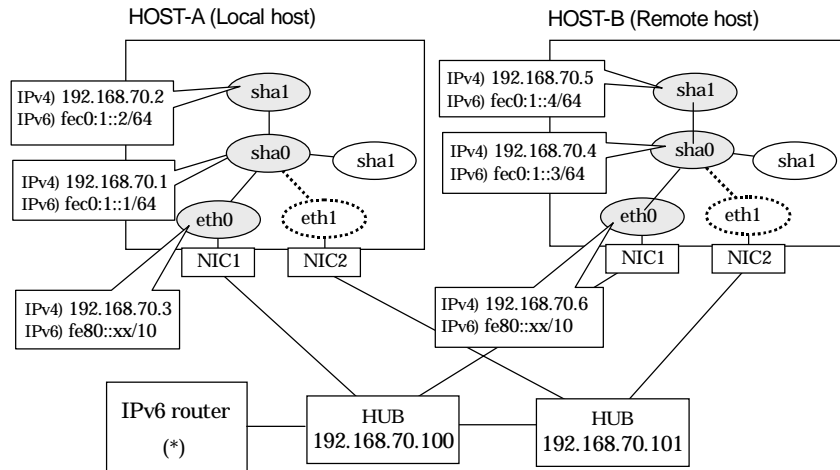 HOST-A (Local host)
HOST-B (Remote host)
IPv4) 192.168.70.2
IPv6) fec0:1::2/64
sha1
IPv4) 192.168.70.1
IPv6) fec0:1::1/64
sha0
sha1
eth0
eth1
NIC1
NIC2
IPv4) 192.168.70.3
IPv6) fe80::xx/10
IPv4) 192.168.70.5
IPv6) fec0:1::4/64
sha1
IPv4) 192.168.70.4
IPv6) fec0:1::3/64
sha0
sha1
eth0
eth1
NIC1
NIC2
IPv4) 192.168.70.6
IPv6) fe80::xx/10
IPv6 router
(*)
HUB
192.168.70.100
HUB
192.168.70.101